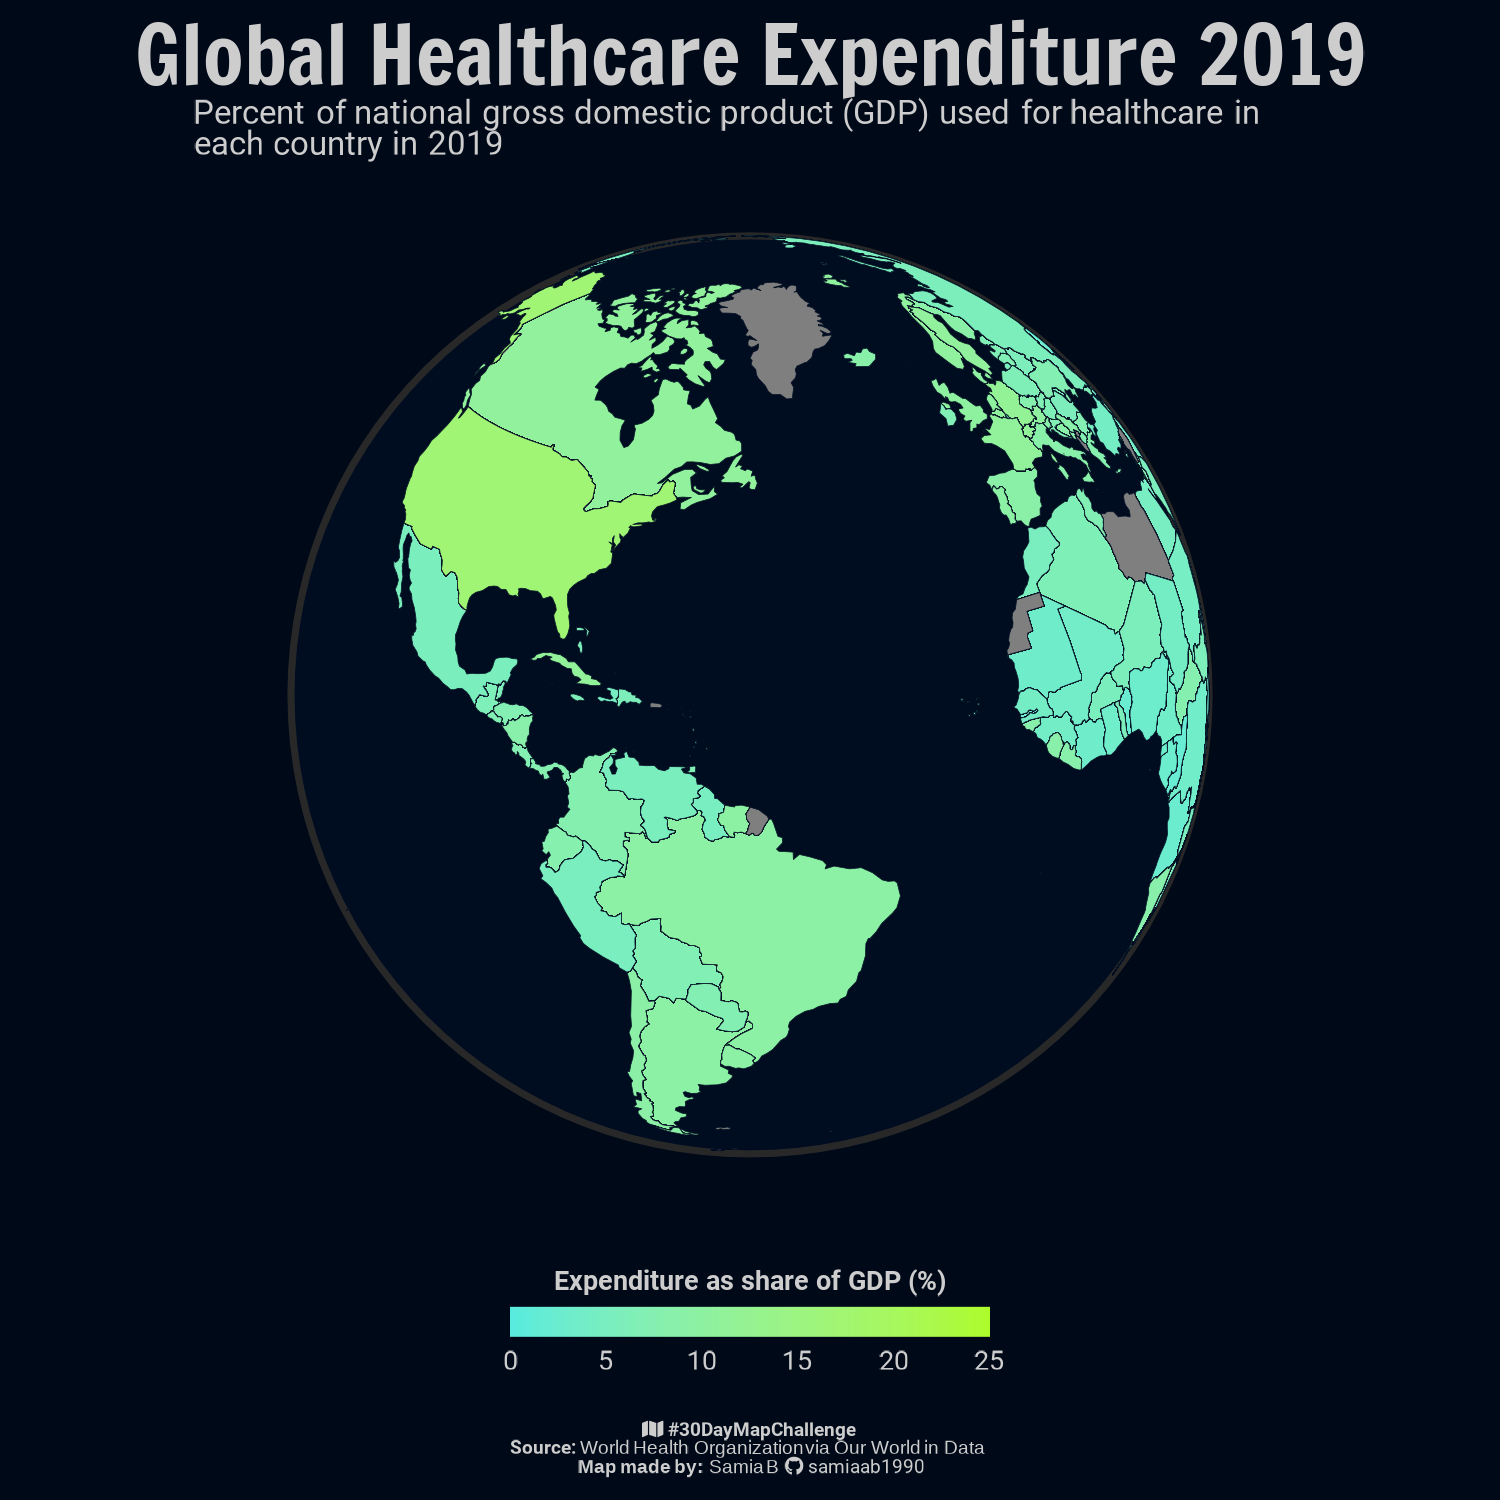 Global Healthcare Expenditure 2019
Percent of national gross domestic product (GDP) used for healthcare in
each country in 2019
Expenditure as share of GDP (%)
0 5 10 15 20 25
#30DayMapChallenge
Source: World Health Organization via Our World in Data
Map made by: Samia B samiaab1990